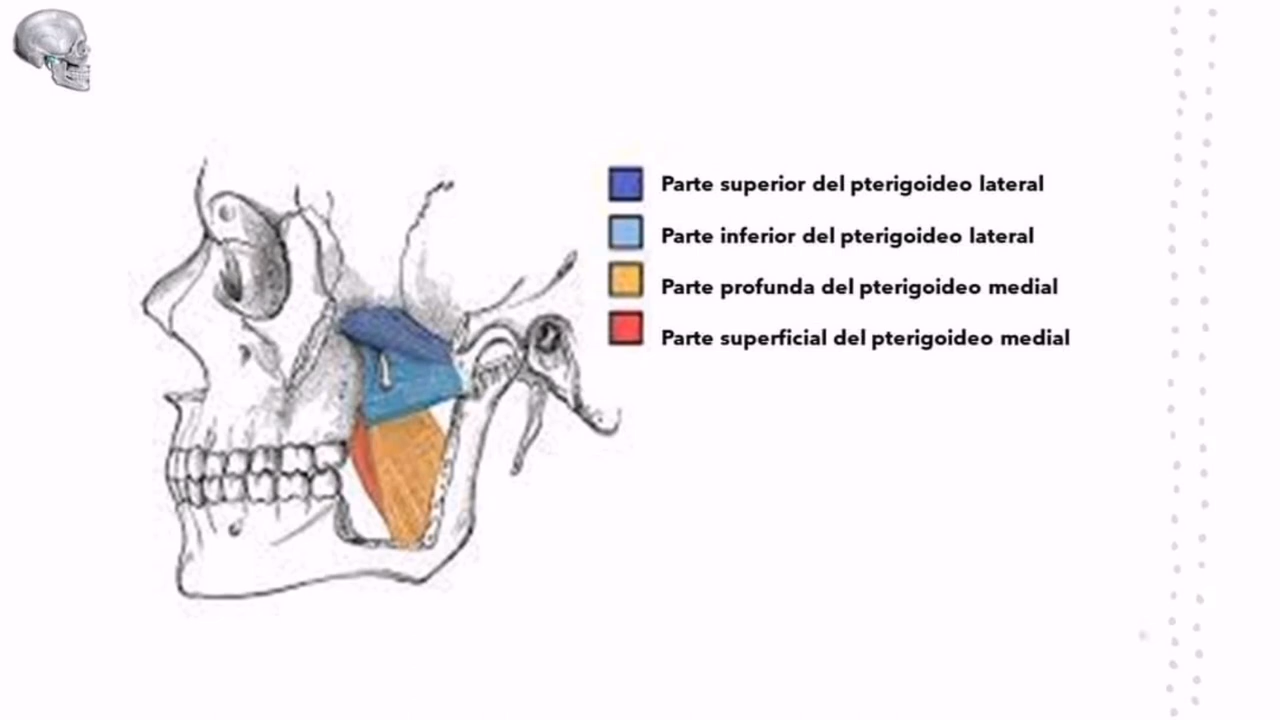 Parte superior del pterigoideo lateral
Parte inferior del pterigoideo lateral
Parte profunda del pterigoideo medial
Parte superficial del pterigoideo medial